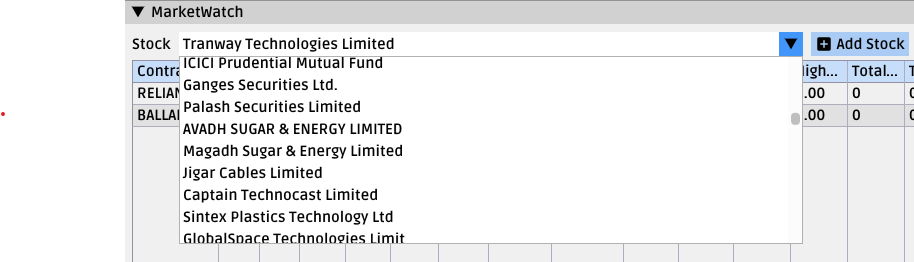 MarketWatch
Stock Tranway Technologies Limited Add Stock
ICICI Prudential Mutual Fund
Contra igh... Total... T
Ganges Securities Ltd.
RELIAN .00 0 0
Palash Securities Limited
BALLA .00 0 0
AVADH SUGAR & ENERGY LIMITED
Magadh Sugar & Energy Limited
Jigar Cables Limited
Captain Technocast Limited
Sintex Plastics Technology Ltd
GlobalSpace Technologies Limit